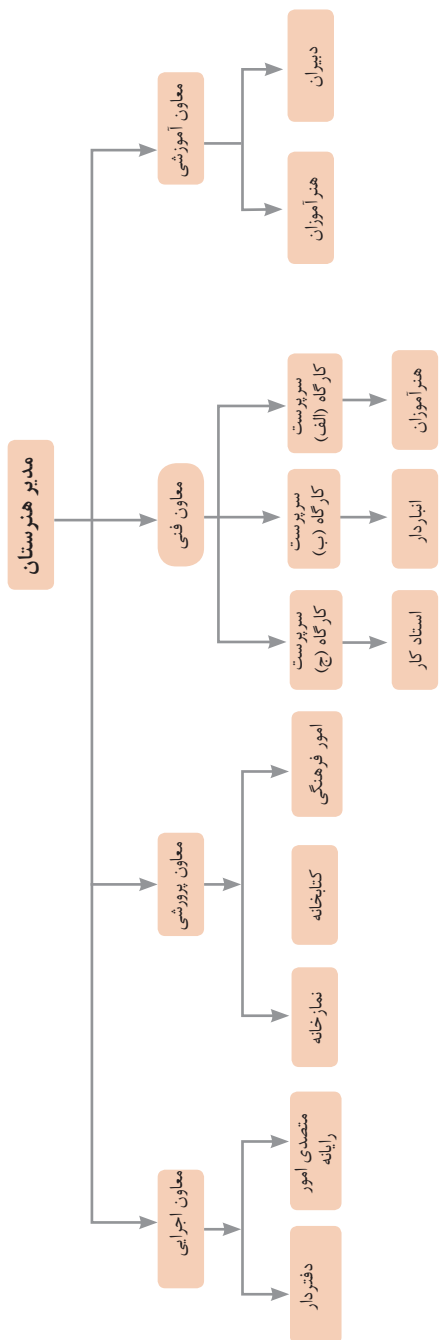 مدیر هنرستان
معاون آموزشی
معاون فنی
معاون پرورشی
معاون اجرایی
دبیران
هنرآموزان
سرپرست
کارگاه (الف)
سرپرست
کارگاه (ب)
سرپرست
کارگاه (ج)
امور فرهنگی
کتابخانه
نمازخانه
متصدی امور
رایانه
دفتردار
هنرآموزان
انباردار
استاد کار